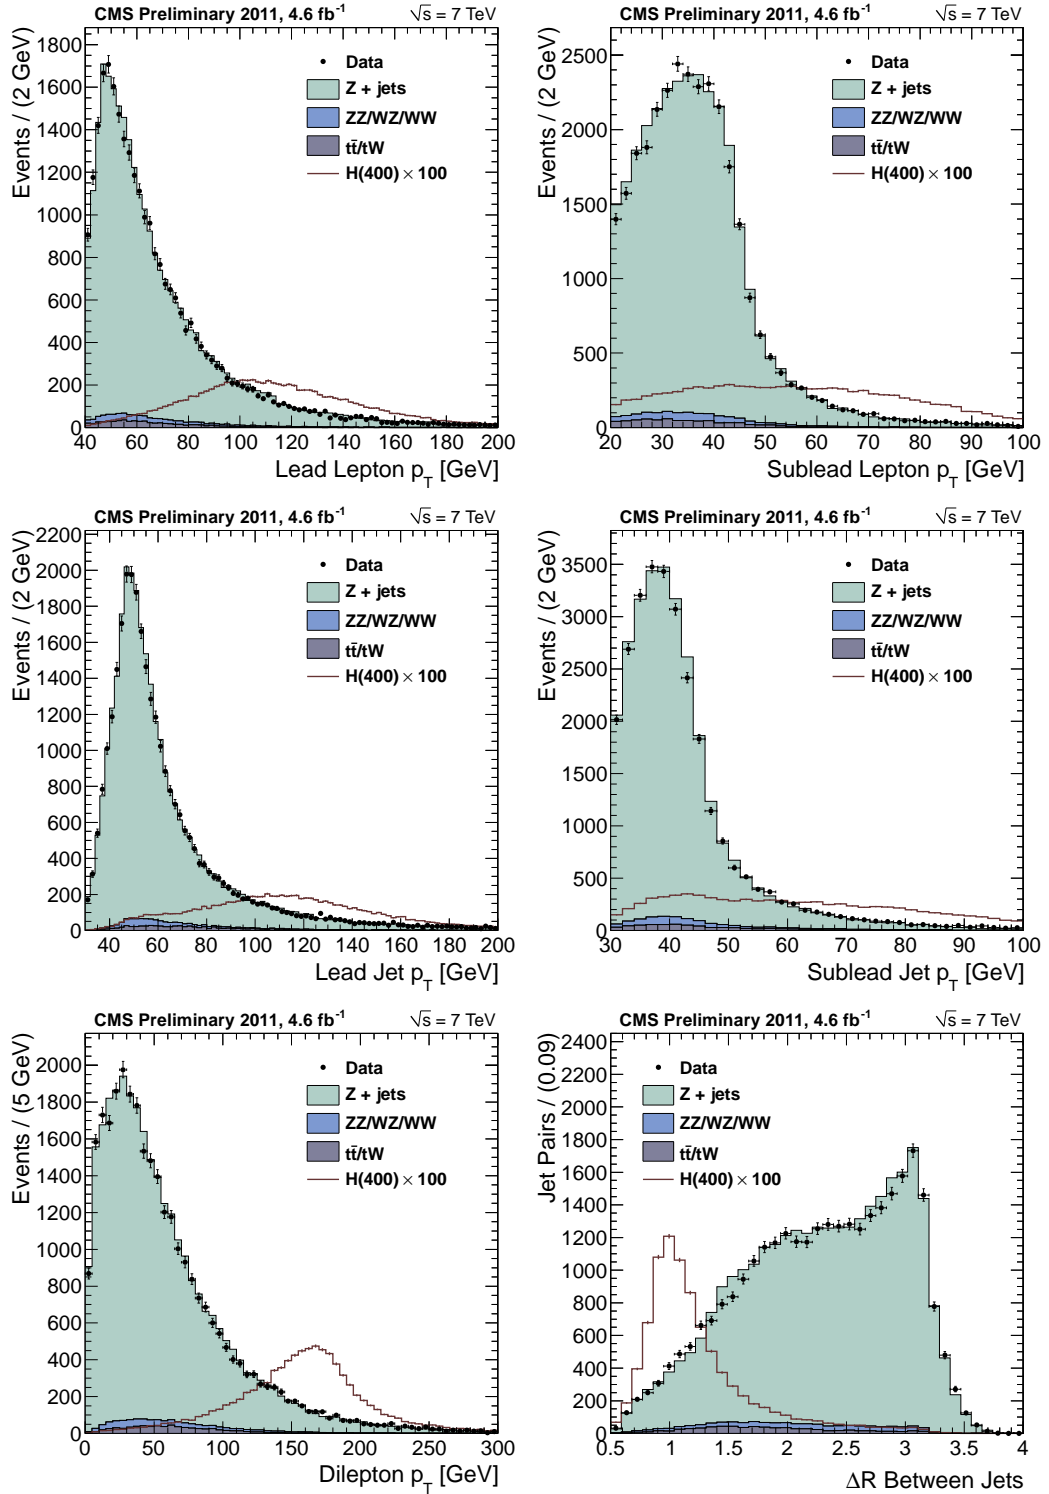 CMS Preliminary 2011, 4.6 fb-1 √s = 7 TeV
Events / (2 GeV)
1800
1600
1400
1200
1000
800
600
400
200
0
Data
Z + jets
ZZ/WZ/WW
tt̄/tW
H(400) × 100
40 60 80 100 120 140 160 180 200
Lead Lepton pT [GeV]
CMS Preliminary 2011, 4.6 fb-1 √s = 7 TeV
Events / (2 GeV)
2500
2000
1500
1000
500
0
Data
Z + jets
ZZ/WZ/WW
tt̄/tW
H(400) × 100
20 30 40 50 60 70 80 90 100
Sublead Lepton pT [GeV]
CMS Preliminary 2011, 4.6 fb-1 √s = 7 TeV
Events / (2 GeV)
2200
2000
1800
1600
1400
1200
1000
800
600
400
200
0
Data
Z + jets
ZZ/WZ/WW
tt̄/tW
H(400) × 100
40 60 80 100 120 140 160 180 200
Lead Jet pT [GeV]
CMS Preliminary 2011, 4.6 fb-1 √s = 7 TeV
Events / (2 GeV)
3500
3000
2500
2000
1500
1000
500
0
Data
Z + jets
ZZ/WZ/WW
tt̄/tW
H(400) × 100
30 40 50 60 70 80 90 100
Sublead Jet pT [GeV]
CMS Preliminary 2011, 4.6 fb-1 √s = 7 TeV
Events / (5 GeV)
2000
1800
1600
1400
1200
1000
800
600
400
200
0
Data
Z + jets
ZZ/WZ/WW
tt̄/tW
H(400) × 100
0 50 100 150 200 250 300
Dilepton pT [GeV]
CMS Preliminary 2011, 4.6 fb-1 √s = 7 TeV
Jet Pairs / (0.09)
2400
2200
2000
1800
1600
1400
1200
1000
800
600
400
200
0
Data
Z + jets
ZZ/WZ/WW
tt̄/tW
H(400) × 100
0.5 1 1.5 2 2.5 3 3.5 4
ΔR Between Jets